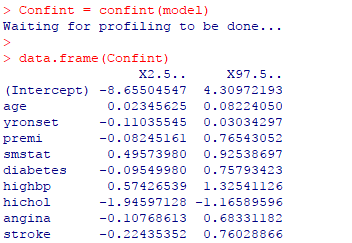 > Confint = confint(model)
Waiting for profiling to be done...
>
> data.frame(Confint)
X2.5.. X97.5..
(Intercept) -8.65504547 4.30972193
age 0.02345625 0.08224050
yronset -0.11035545 0.03034297
premi -0.08245161 0.76543052
smstat 0.49573980 0.92538697
diabetes -0.09549980 0.75793423
highbp 0.57426539 1.32541126
hichol -1.94597128 -1.16589596
angina -0.10768613 0.68331182
stroke -0.22435352 0.76028866